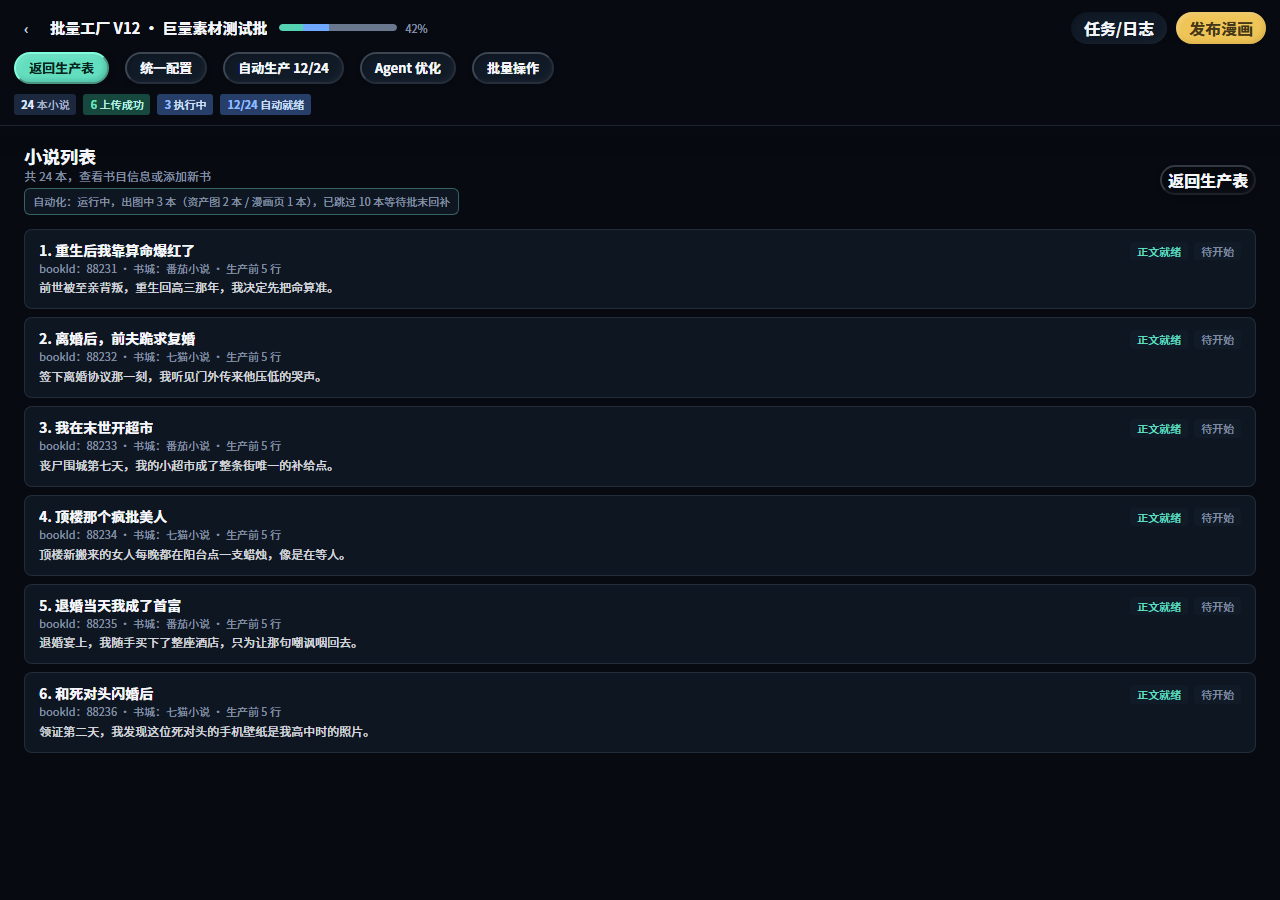 ‹ 批量工厂 V12 • 巨量素材测试批 42% 任务/日志 发布漫画
返回生产表 统一配置 自动生产 12/24 Agent 优化 批量操作
24 本小说 6 上传成功 3 执行中 12/24 自动就绪
小说列表
共 24 本，查看书目信息或添加新书
返回生产表
自动化：运行中，出图中 3 本（资产图 2 本 / 漫画页 1 本），已跳过 10 本等待批末回补
1. 重生后我靠算命爆红了 正文就绪 待开始
bookId：88231 • 书城：番茄小说 • 生产前 5 行
前世被至亲背叛，重生回高三那年，我决定先把命算准。
2. 离婚后，前夫跪求复婚 正文就绪 待开始
bookId：88232 • 书城：七猫小说 • 生产前 5 行
签下离婚协议那一刻，我听见门外传来他压低的哭声。
3. 我在末世开超市 正文就绪 待开始
bookId：88233 • 书城：番茄小说 • 生产前 5 行
丧尸围城第七天，我的小超市成了整条街唯一的补给点。
4. 顶楼那个疯批美人 正文就绪 待开始
bookId：88234 • 书城：七猫小说 • 生产前 5 行
顶楼新搬来的女人每晚都在阳台点一支蜡烛，像是在等人。
5. 退婚当天我成了首富 正文就绪 待开始
bookId：88235 • 书城：番茄小说 • 生产前 5 行
退婚宴上，我随手买下了整座酒店，只为让那句嘲讽咽回去。
6. 和死对头闪婚后 正文就绪 待开始
bookId：88236 • 书城：七猫小说 • 生产前 5 行
领证第二天，我发现这位死对头的手机壁纸是我高中时的照片。